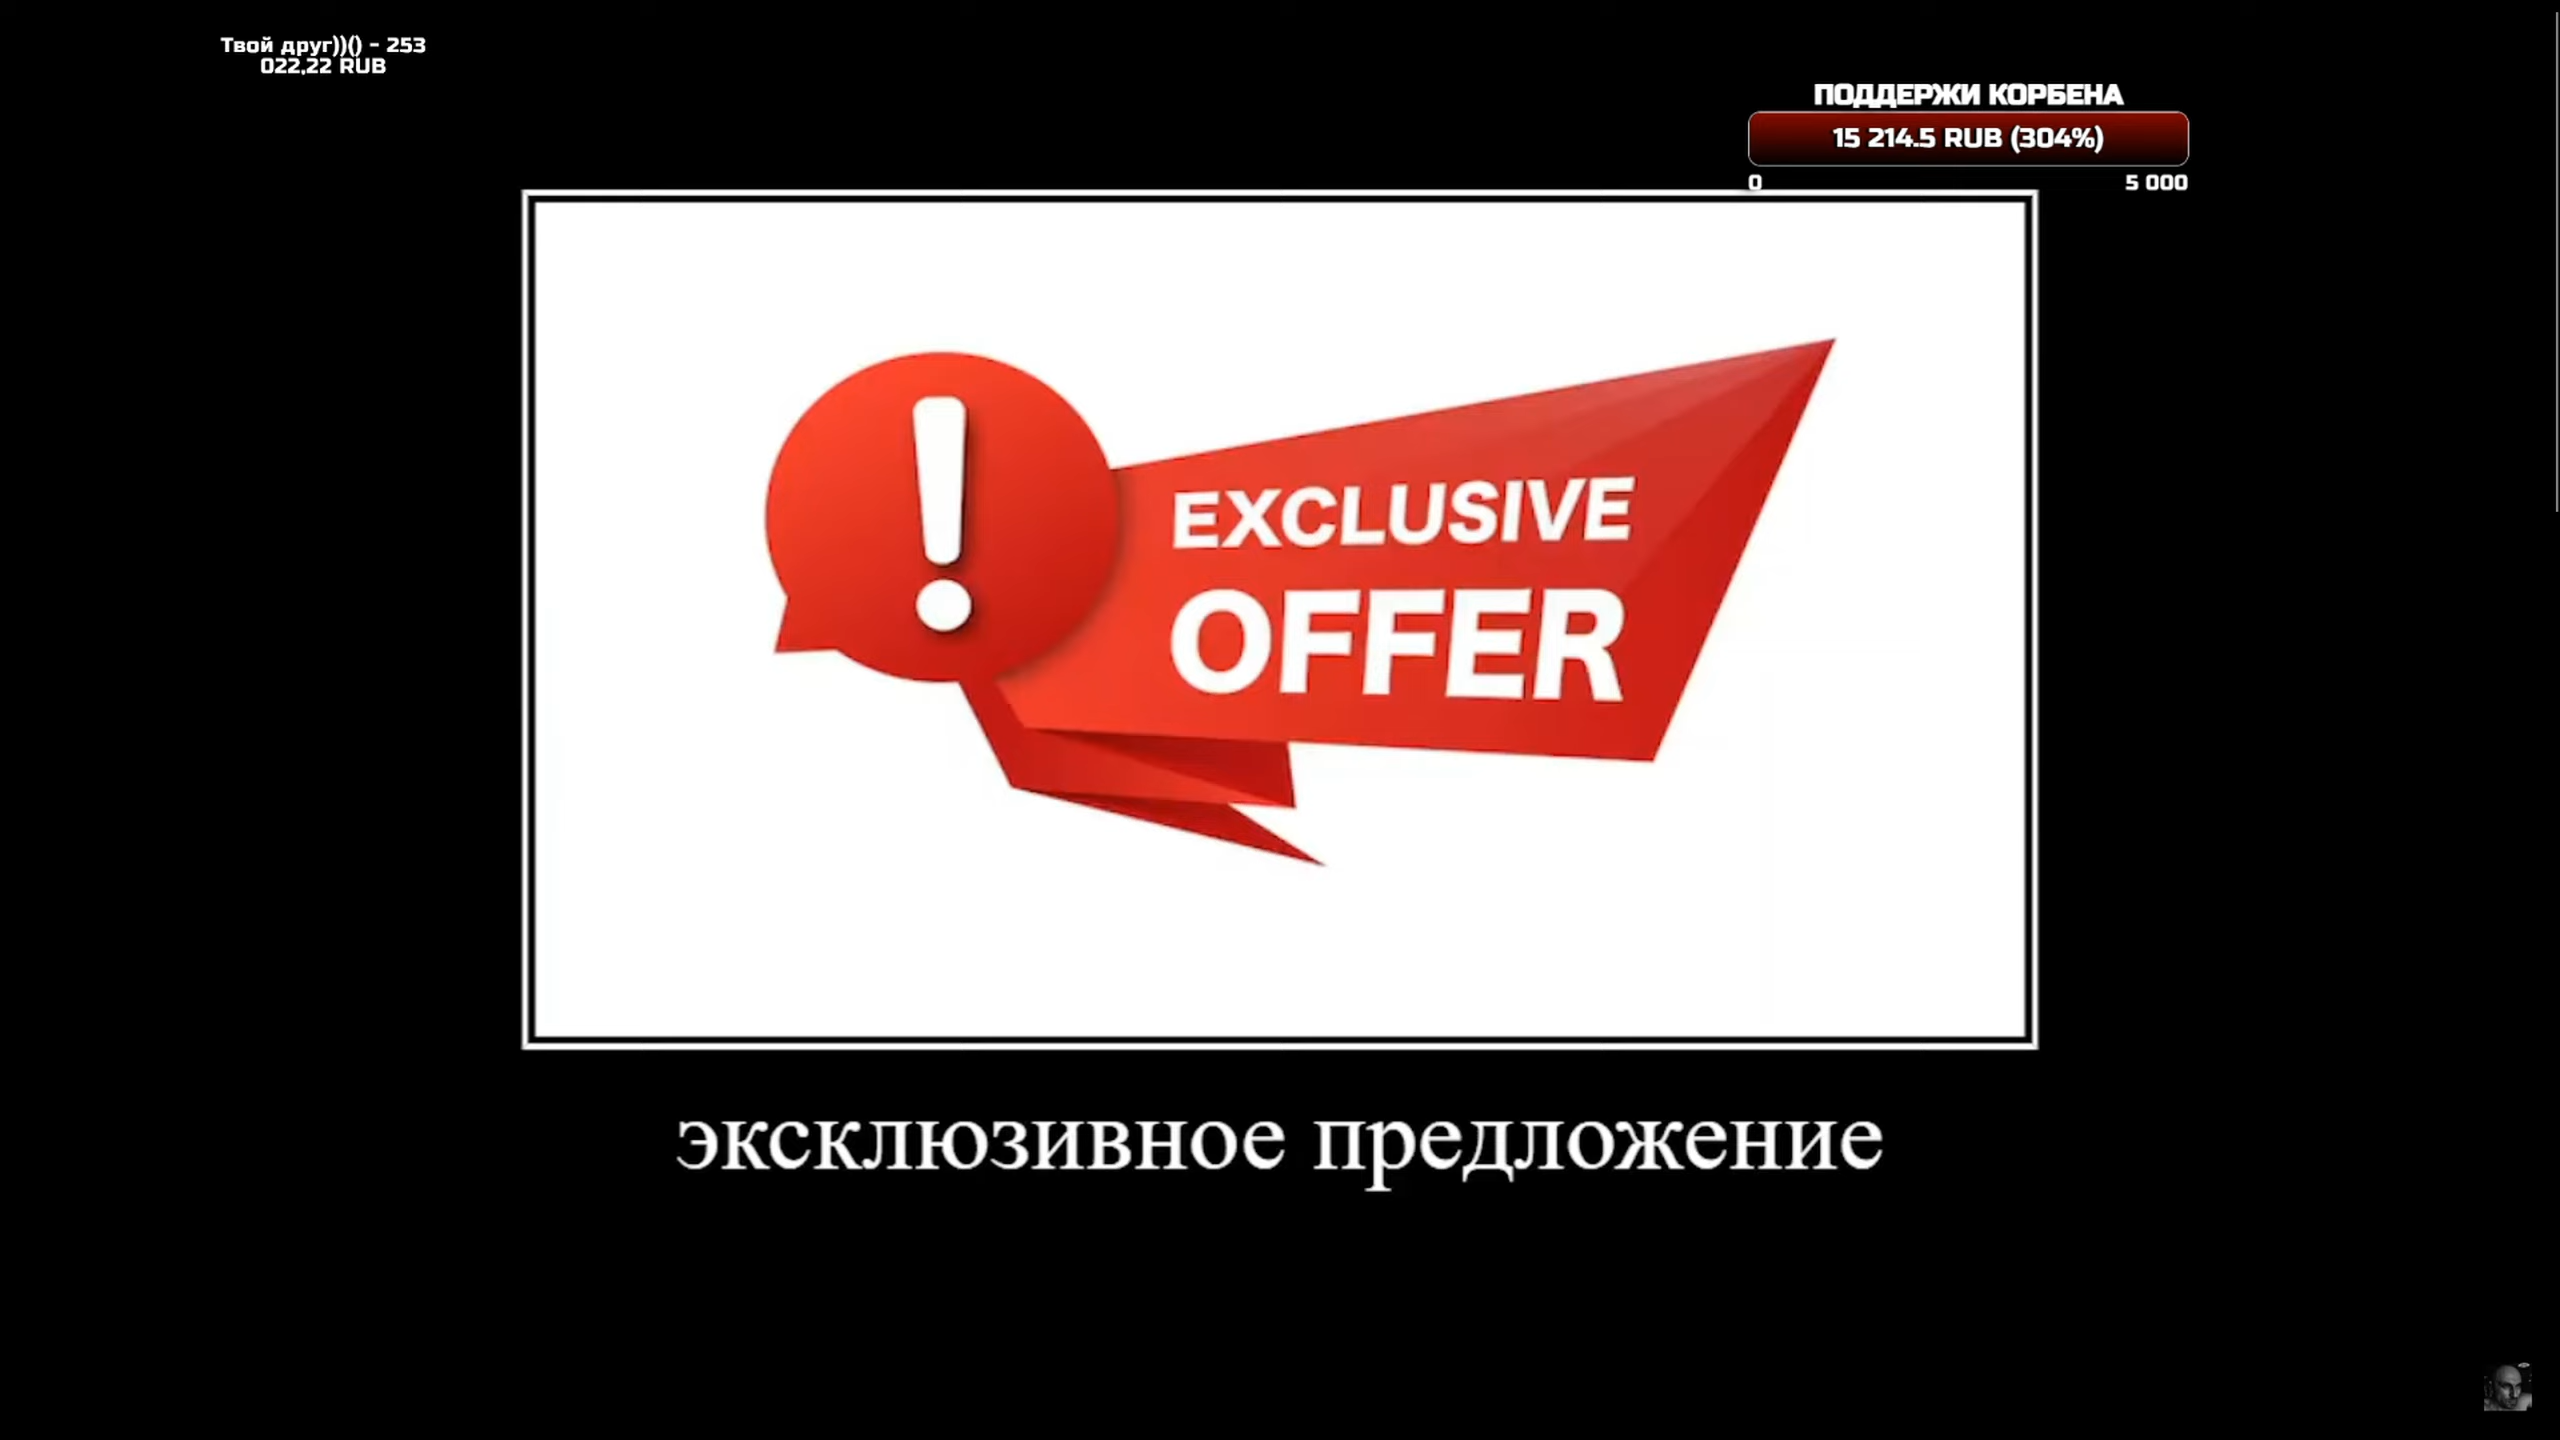 Твой друг))() - 253
022,22 RUB
ПОДДЕРЖИ КОРБЕНА
15 214.5 RUB (304%)
0 5 000
!
EXCLUSIVE
OFFER
эксклюзивное предложение